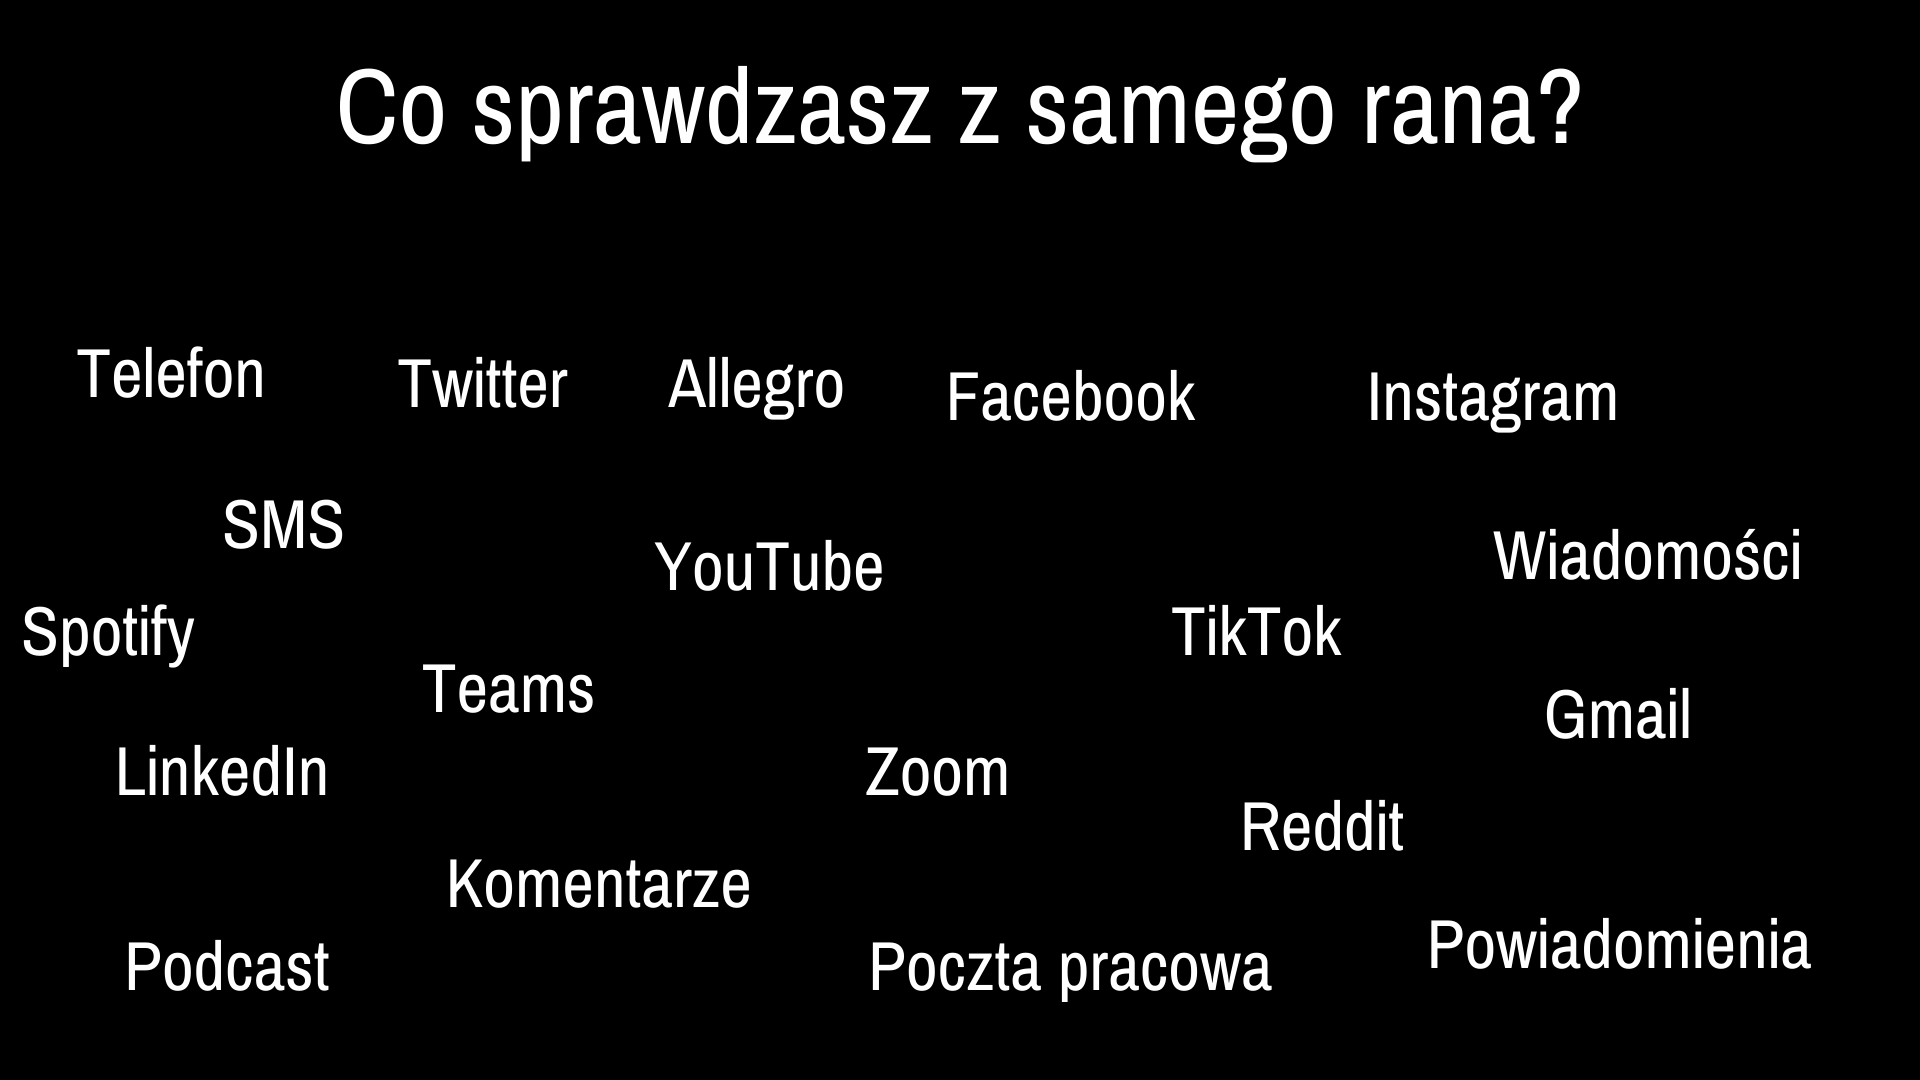 Co sprawdzasz z samego rana?
Telefon
Twitter
Allegro
Facebook
Instagram
SMS
YouTube
Wiadomości
Spotify
TikTok
Teams
Gmail
LinkedIn
Zoom
Reddit
Komentarze
Podcast
Poczta pracowa
Powiadomienia